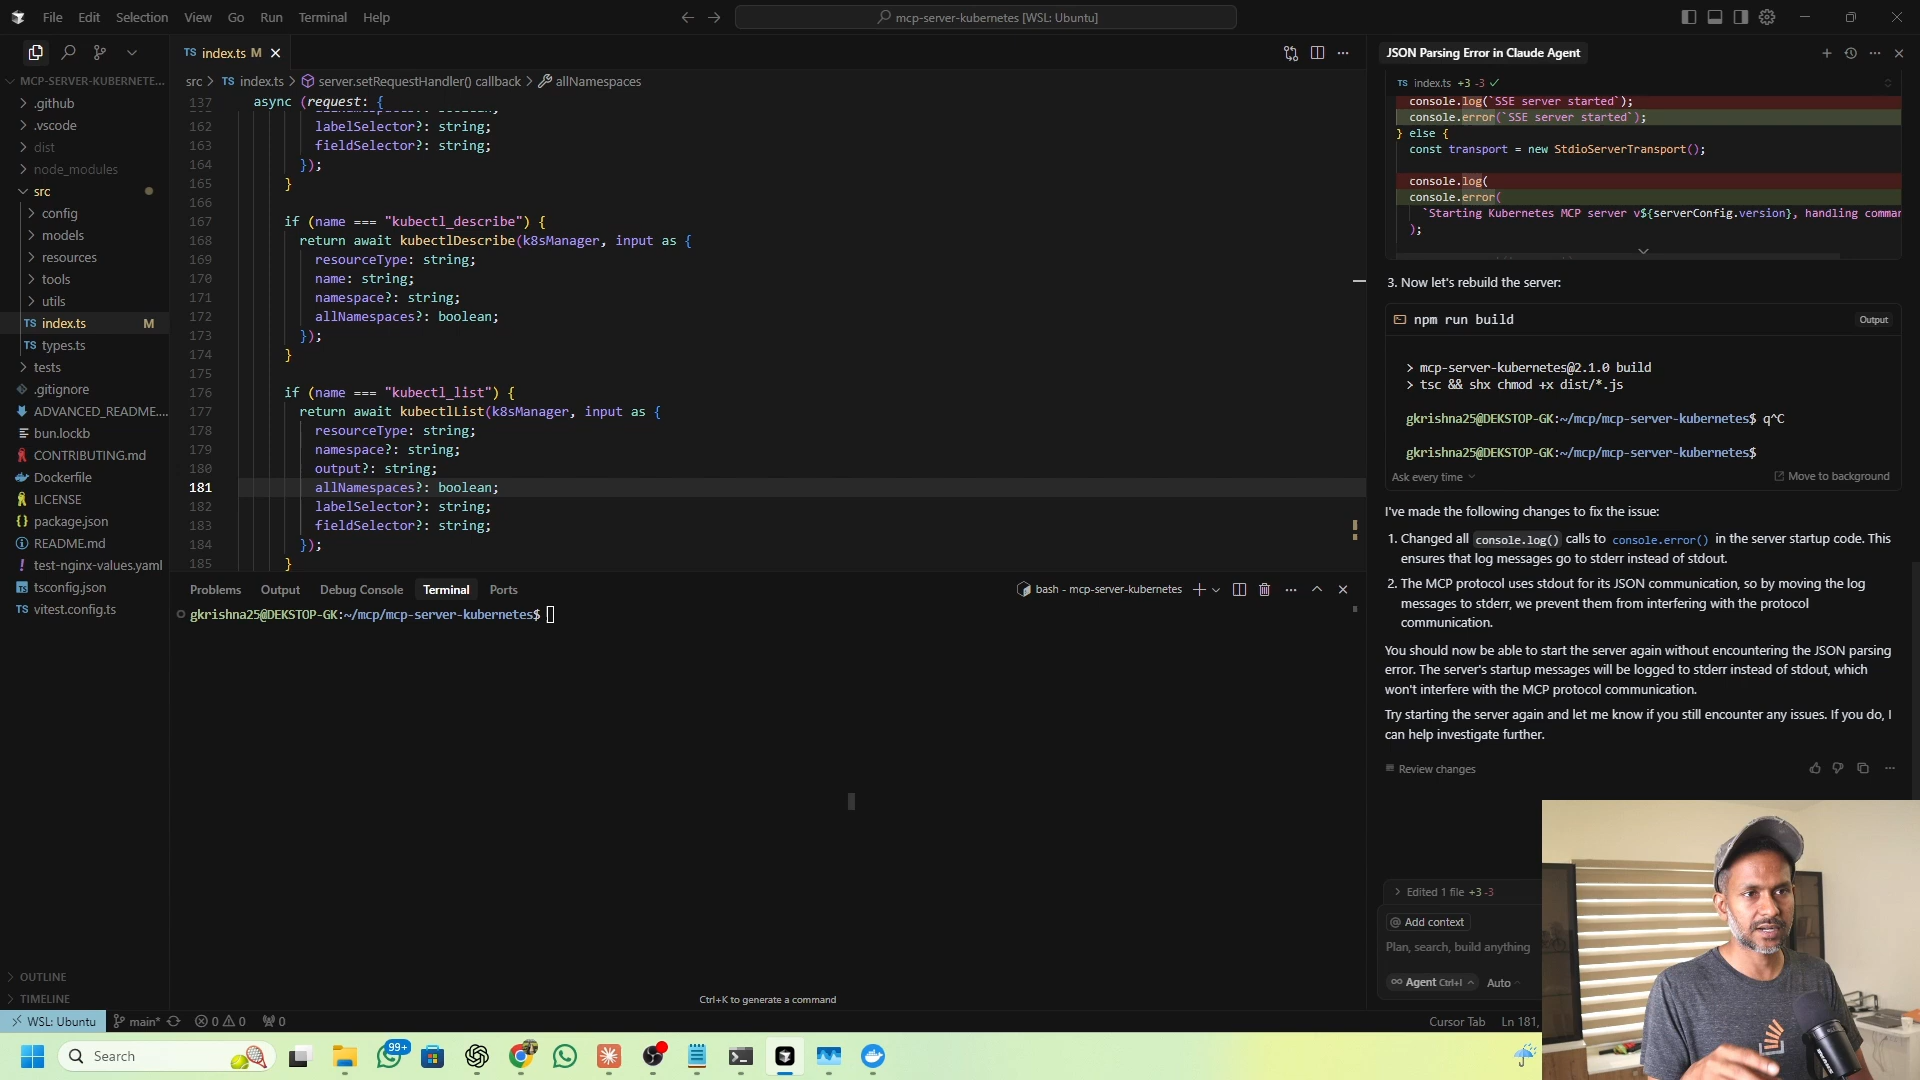 File Edit Selection View Go Run Terminal Help
mcp-server-kubernetes [WSL: Ubuntu]
MCP-SERVER-KUBERNETE...
.github
.vscode
dist
node_modules
src
config
models
resources
tools
utils
TS index.ts M
TS types.ts
tests
.gitignore
ADVANCED_README....
bun.lockb
CONTRIBUTING.md
Dockerfile
LICENSE
package.json
README.md
test-nginx-values.yaml
tsconfig.json
vitest.config.ts
OUTLINE
TIMELINE
TS index.ts M
src > TS index.ts > server.setRequestHandler() callback > allNamespaces
137 async (request: {
162 labelSelector?: string;
163 fieldSelector?: string;
164 });
165 }
166
167 if (name === "kubectl_describe") {
168 return await kubectlDescribe(k8sManager, input as {
169 resourceType: string;
170 name: string;
171 namespace?: string;
172 allNamespaces?: boolean;
173 });
174 }
175
176 if (name === "kubectl_list") {
177 return await kubectlList(k8sManager, input as {
178 resourceType: string;
179 namespace?: string;
180 output?: string;
181 allNamespaces?: boolean;
182 labelSelector?: string;
183 fieldSelector?: string;
184 });
185 }
Problems Output Debug Console Terminal Ports
bash - mcp-server-kubernetes
gkrishna25@DEKSTOP-GK:~/mcp/mcp-server-kubernetes$
Ctrl+K to generate a command
JSON Parsing Error in Claude Agent
TS index.ts +3 -3
console.log(`SSE server started`);
console.error(`SSE server started`);
} else {
const transport = new StdioServerTransport();
console.log(
console.error(
`Starting Kubernetes MCP server v${serverConfig.version}, handling comman
);
3. Now let's rebuild the server:
npm run build
Output
> mcp-server-kubernetes@2.1.0 build
> tsc && shx chmod +x dist/*.js
gkrishna25@DEKSTOP-GK:~/mcp/mcp-server-kubernetes$ q^C
gkrishna25@DEKSTOP-GK:~/mcp/mcp-server-kubernetes$
Ask every time
Move to background
I've made the following changes to fix the issue:
1. Changed all console.log() calls to console.error() in the server startup code. This
ensures that log messages go to stderr instead of stdout.
2. The MCP protocol uses stdout for its JSON communication, so by moving the log
messages to stderr, we prevent them from interfering with the protocol
communication.
You should now be able to start the server again without encountering the JSON parsing
error. The server's startup messages will be logged to stderr instead of stdout, which
won't interfere with the MCP protocol communication.
Try starting the server again and let me know if you still encounter any issues. If you do, I
can help investigate further.
Review changes
Edited 1 file +3 -3
@ Add context
Plan, search, build anything
Agent Ctrl+I
Auto
WSL: Ubuntu
main*
0 0
0
Cursor Tab
Ln 181,
Search
99+